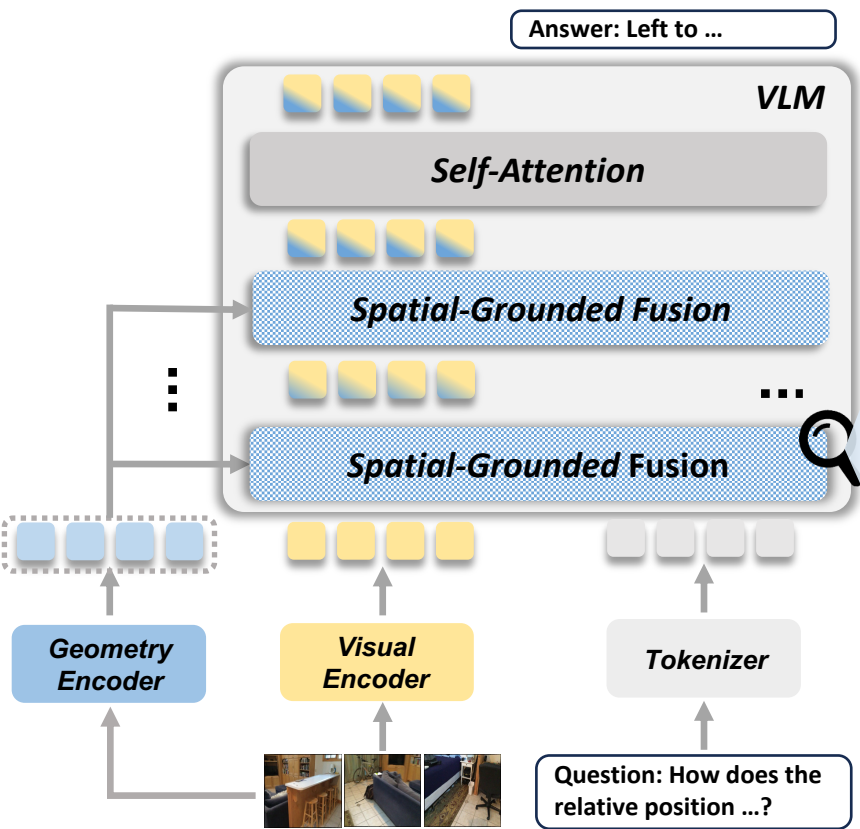 Answer: Left to ...
VLM
Self-Attention
Spatial-Grounded Fusion
...
...
Spatial-Grounded Fusion
Geometry
Encoder
Visual
Encoder
Tokenizer
Question: How does the
relative position ...?